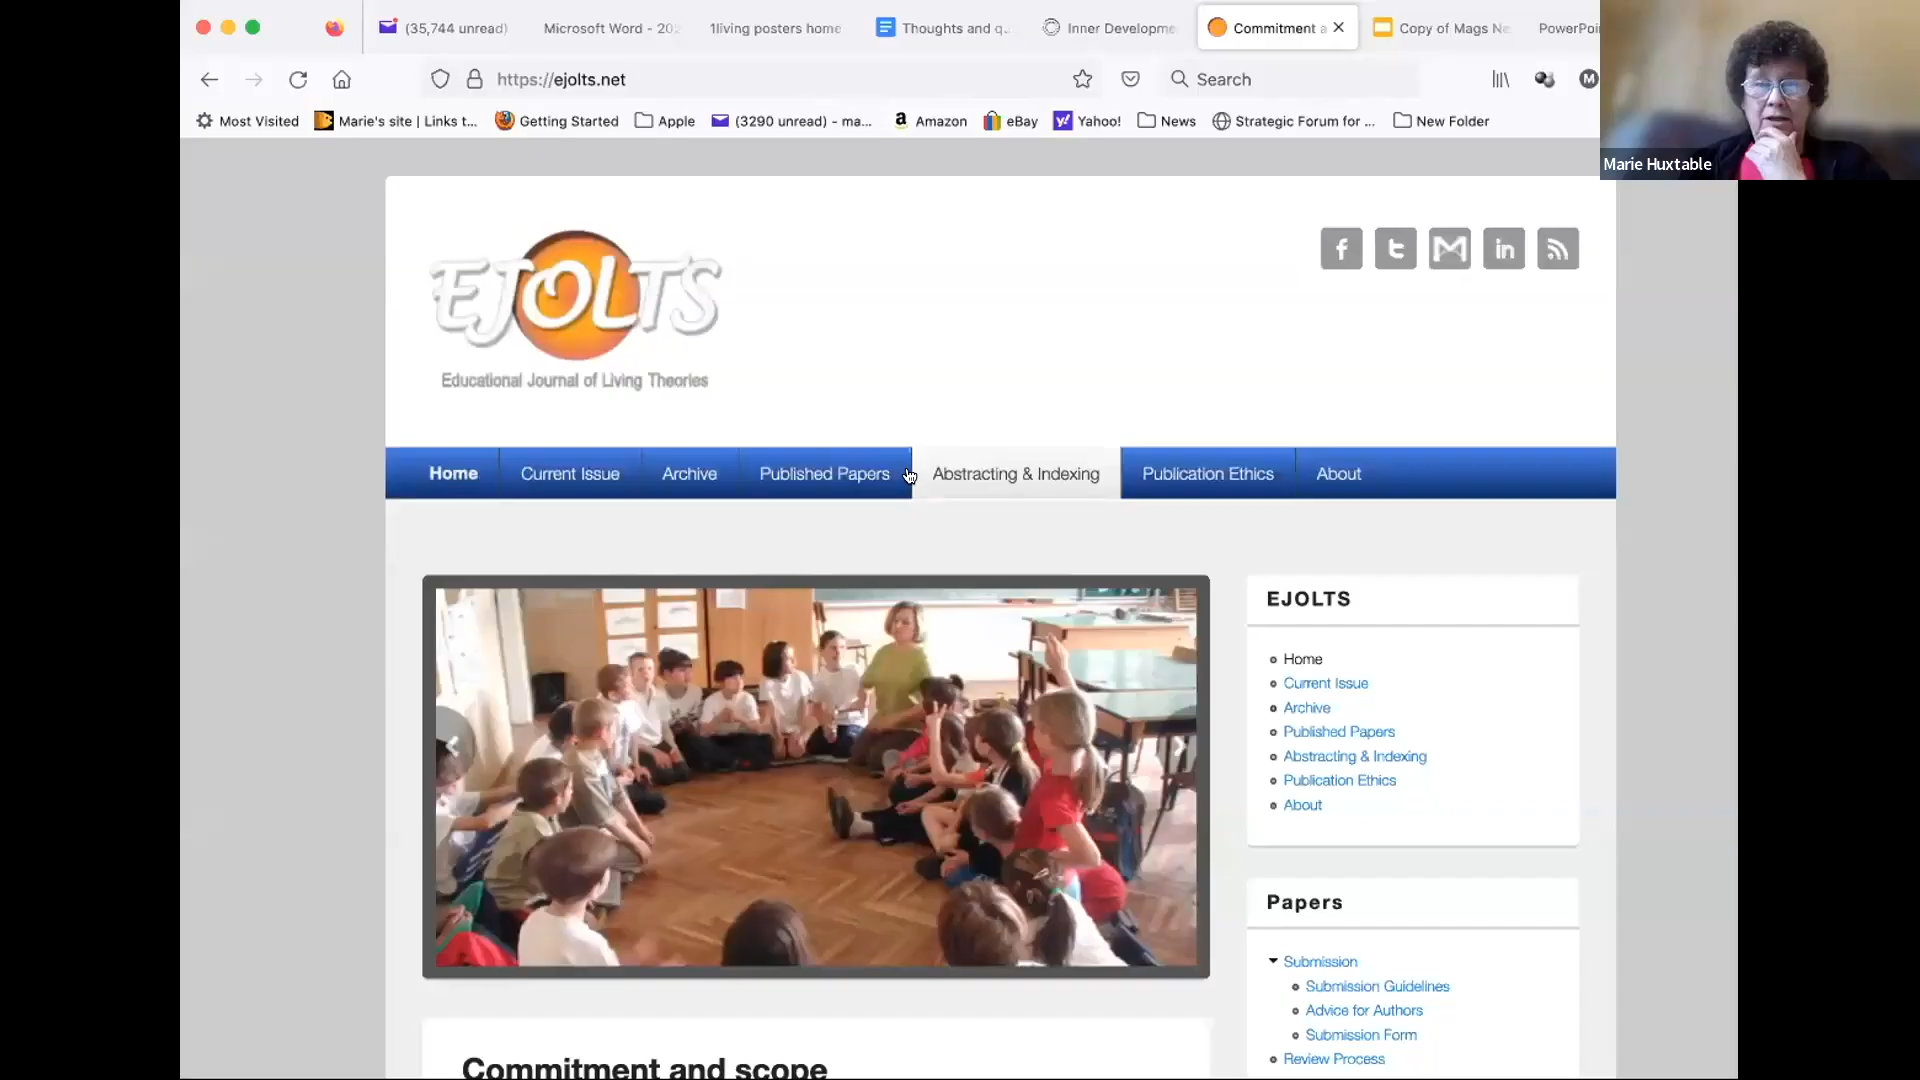 (35,744 unread)
Microsoft Word - 20
1living posters home
Thoughts and q
Inner Developme
Commitment a
Copy of Mags Ne
PowerPoi
https://ejolts.net
Search
M
Most Visited
Marie's site | Links t...
Getting Started
Apple
(3290 unread) - ma...
Amazon
eBay
Yahoo!
News
Strategic Forum for ...
New Folder
Marie Huxtable
EJOLTS
Educational Journal of Living Theories
Home
Current Issue
Archive
Published Papers
Abstracting & Indexing
Publication Ethics
About
EJOLTS
Home
Current Issue
Archive
Published Papers
Abstracting & Indexing
Publication Ethics
About
Papers
Submission
Submission Guidelines
Advice for Authors
Submission Form
Review Process
Commitment and scope